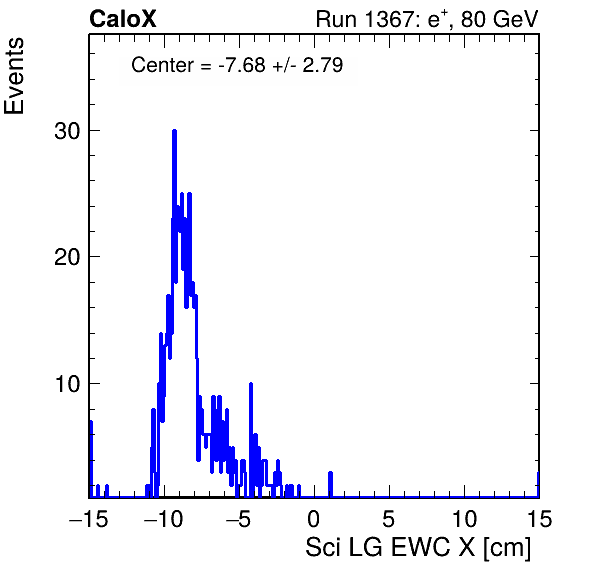 CaloX Run 1367: e+, 80 GeV
Center = -7.68 +/- 2.79
Events
30
20
10
−15 −10 −5 0 5 10 15
Sci LG EWC X [cm]